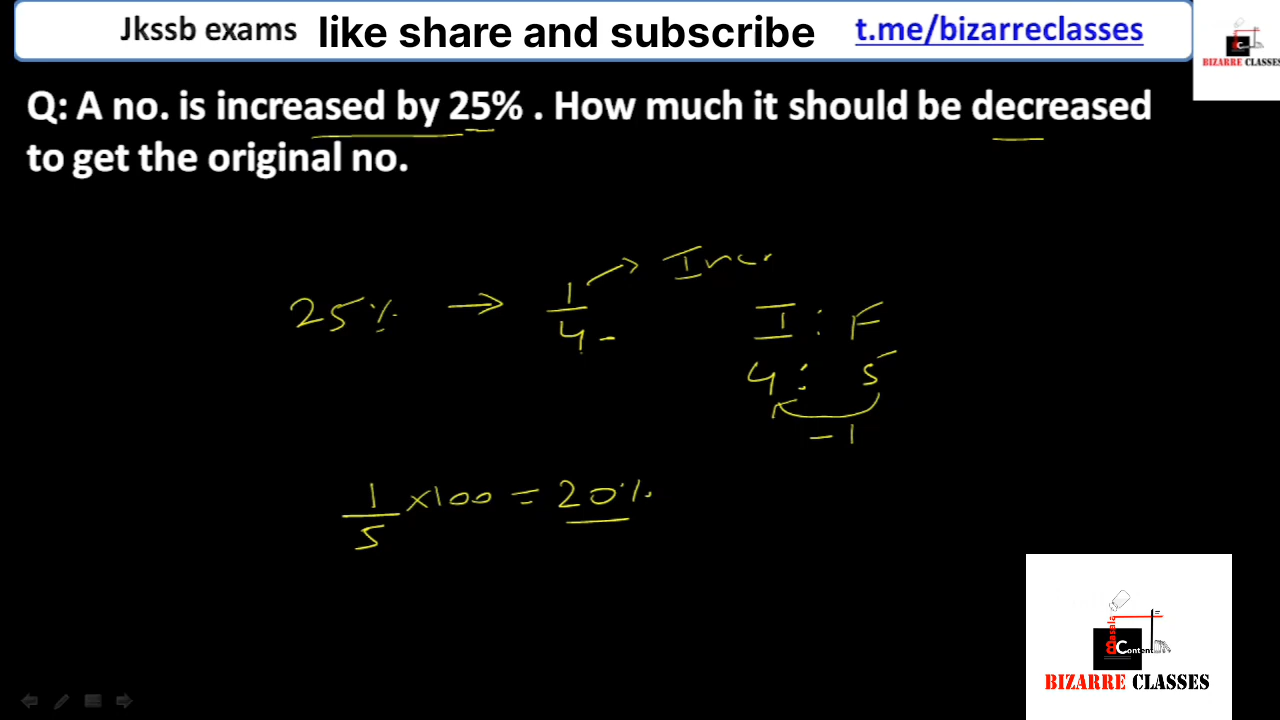 Jkssb exams like share and subscribe t.me/bizarreclasses
BIZARRE CLASSES
Q: A no. is increased by 25% . How much it should be decreased
to get the original no.
25% → 1/4 → Incr
I : F
4 : 5
-1
1/5 ×100 = 20%
Content
BIZARRE CLASSES